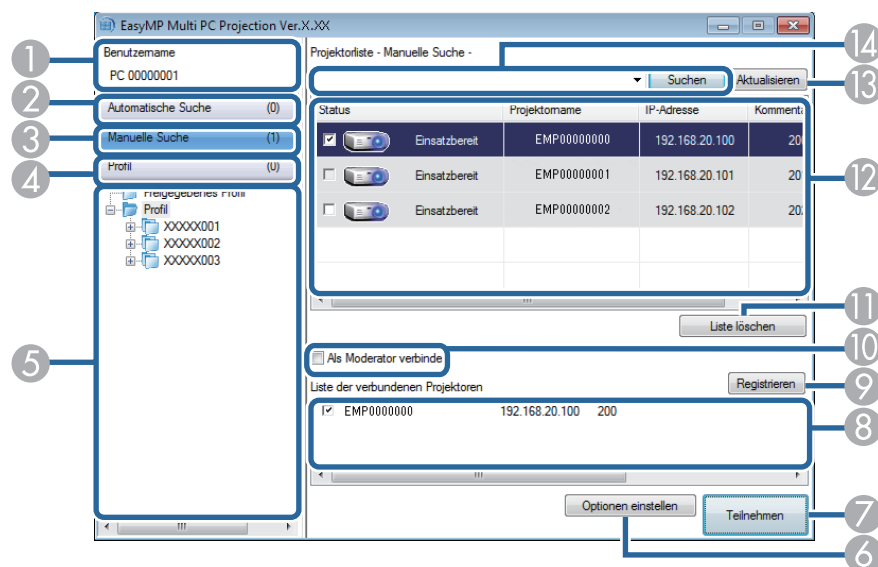 EasyMP Multi PC Projection Ver.X.XX
Benutzername
PC 00000001
Automatische Suche (0)
Manuelle Suche (1)
Profil (0)
Freigegebenes Profil
Profil
XXXXX001
XXXXX002
XXXXX003
Projektorliste - Manuelle Suche -
Suchen
Aktualisieren
Status Projektorname IP-Adresse Kommenta
Einsatzbereit EMP00000000 192.168.20.100 20
Einsatzbereit EMP00000001 192.168.20.101 20
Einsatzbereit EMP00000002 192.168.20.102 20
Liste löschen
Als Moderator verbinde
Liste der verbundenen Projektoren
Registrieren
EMP0000000 192.168.20.100 200
Optionen einstellen
Teilnehmen
1
2
3
4
5
6
7
8
9
10
11
12
13
14